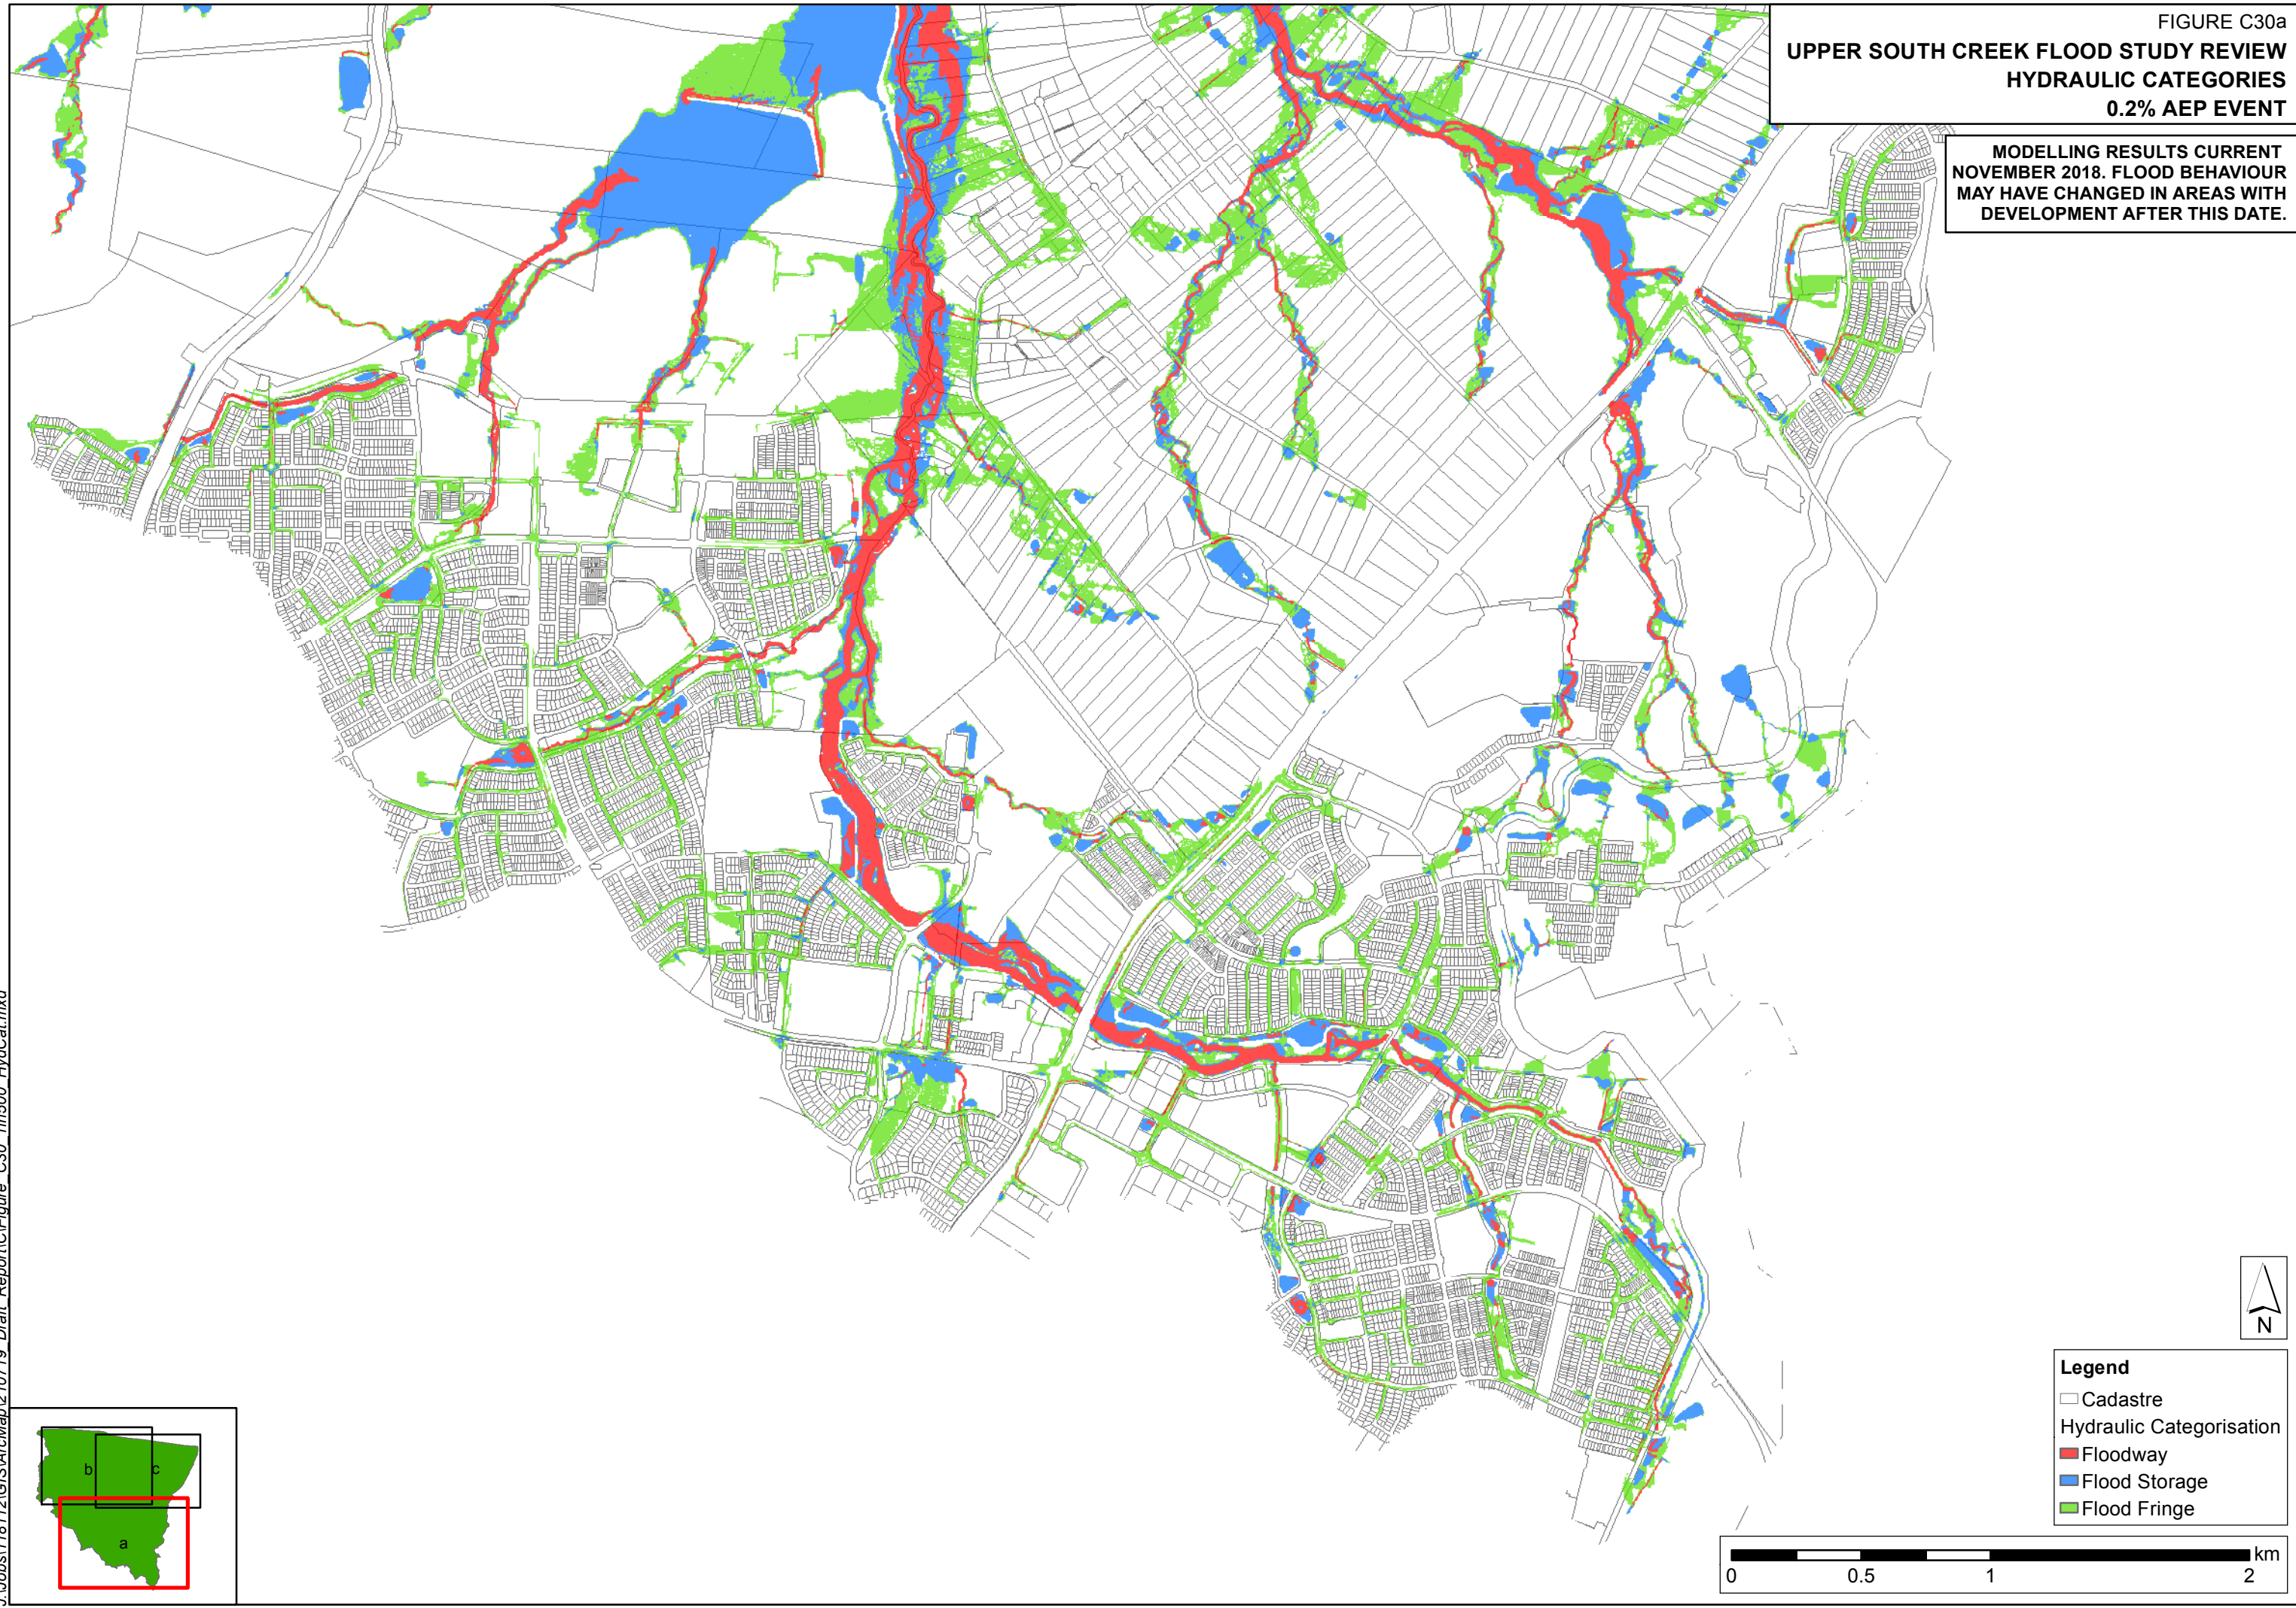 FIGURE C30a
UPPER SOUTH CREEK FLOOD STUDY REVIEW
HYDRAULIC CATEGORIES
0.2% AEP EVENT
MODELLING RESULTS CURRENT
NOVEMBER 2018. FLOOD BEHAVIOUR
MAY HAVE CHANGED IN AREAS WITH
DEVELOPMENT AFTER THIS DATE.
N
Legend
Cadastre
Hydraulic Categorisation
Floodway
Flood Storage
Flood Fringe
km
0 0.5 1 2
b c
a